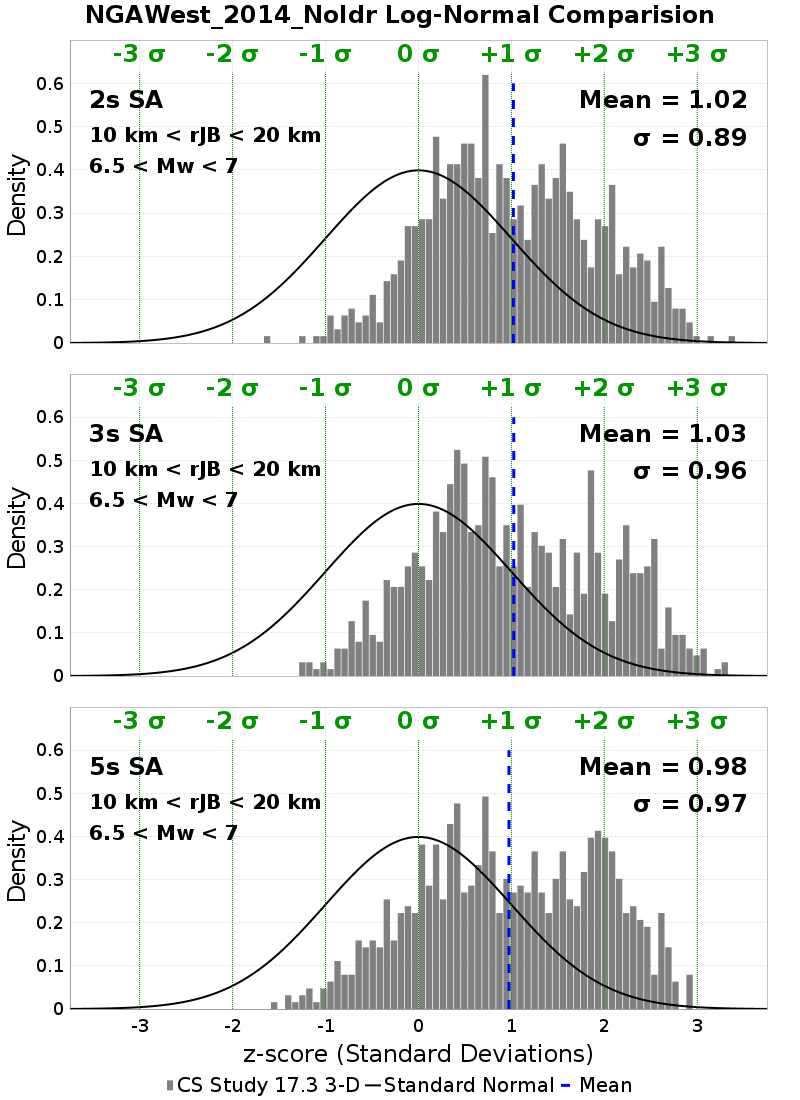 NGAWest_2014_NoIdr Log-Normal Comparision
-3 σ -2 σ -1 σ 0 σ +1 σ +2 σ +3 σ
0.6
2s SA Mean = 1.02
0.5
10 km < rJB < 20 km σ = 0.89
0.4
6.5 < Mw < 7
Density
0.3
0.2
0.1
0
-3 σ -2 σ -1 σ 0 σ +1 σ +2 σ +3 σ
0.6
3s SA Mean = 1.03
0.5
10 km < rJB < 20 km σ = 0.96
0.4
6.5 < Mw < 7
Density
0.3
0.2
0.1
0
-3 σ -2 σ -1 σ 0 σ +1 σ +2 σ +3 σ
0.6
5s SA Mean = 0.98
0.5
10 km < rJB < 20 km σ = 0.97
0.4
6.5 < Mw < 7
Density
0.3
0.2
0.1
0
-3 -2 -1 0 1 2 3
z-score (Standard Deviations)
CS Study 17.3 3-D Standard Normal Mean